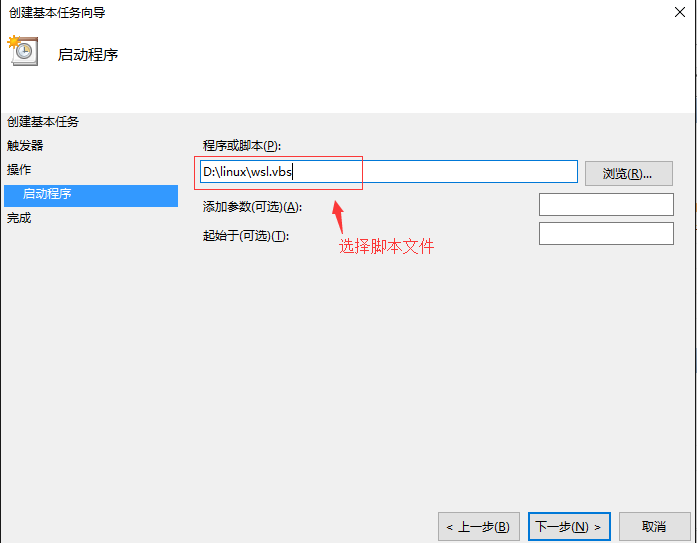 创建基本任务向导
启动程序
创建基本任务
触发器
操作
启动程序
完成
程序或脚本(P):
D:\linux\wsl.vbs
浏览(R)...
添加参数(可选)(A):
起始于(可选)(T):
选择脚本文件
< 上一步(B)
下一步(N) >
取消